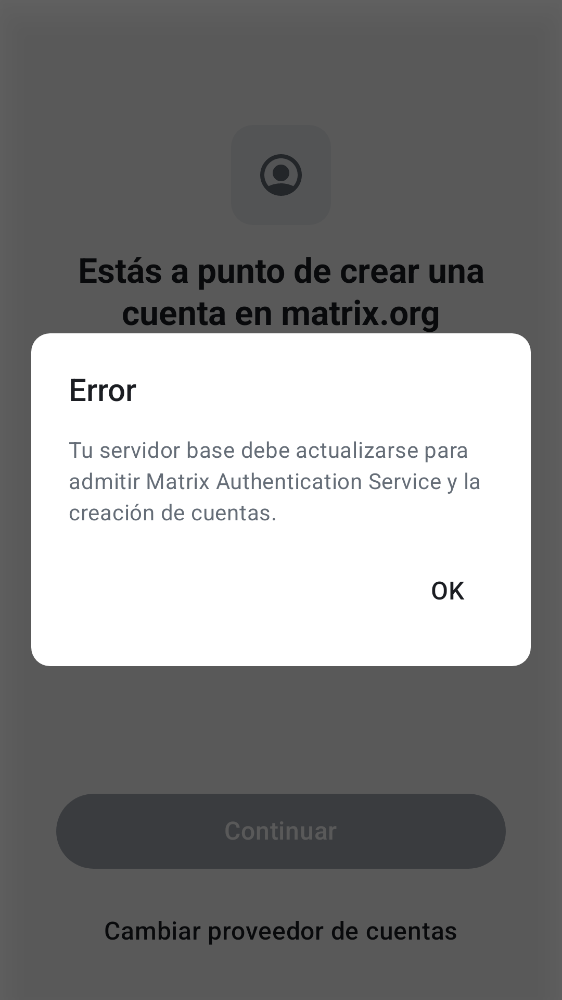 Estás a punto de crear una
cuenta en matrix.org
Error
Tu servidor base debe actualizarse para
admitir Matrix Authentication Service y la
creación de cuentas.
OK
Continuar
Cambiar proveedor de cuentas